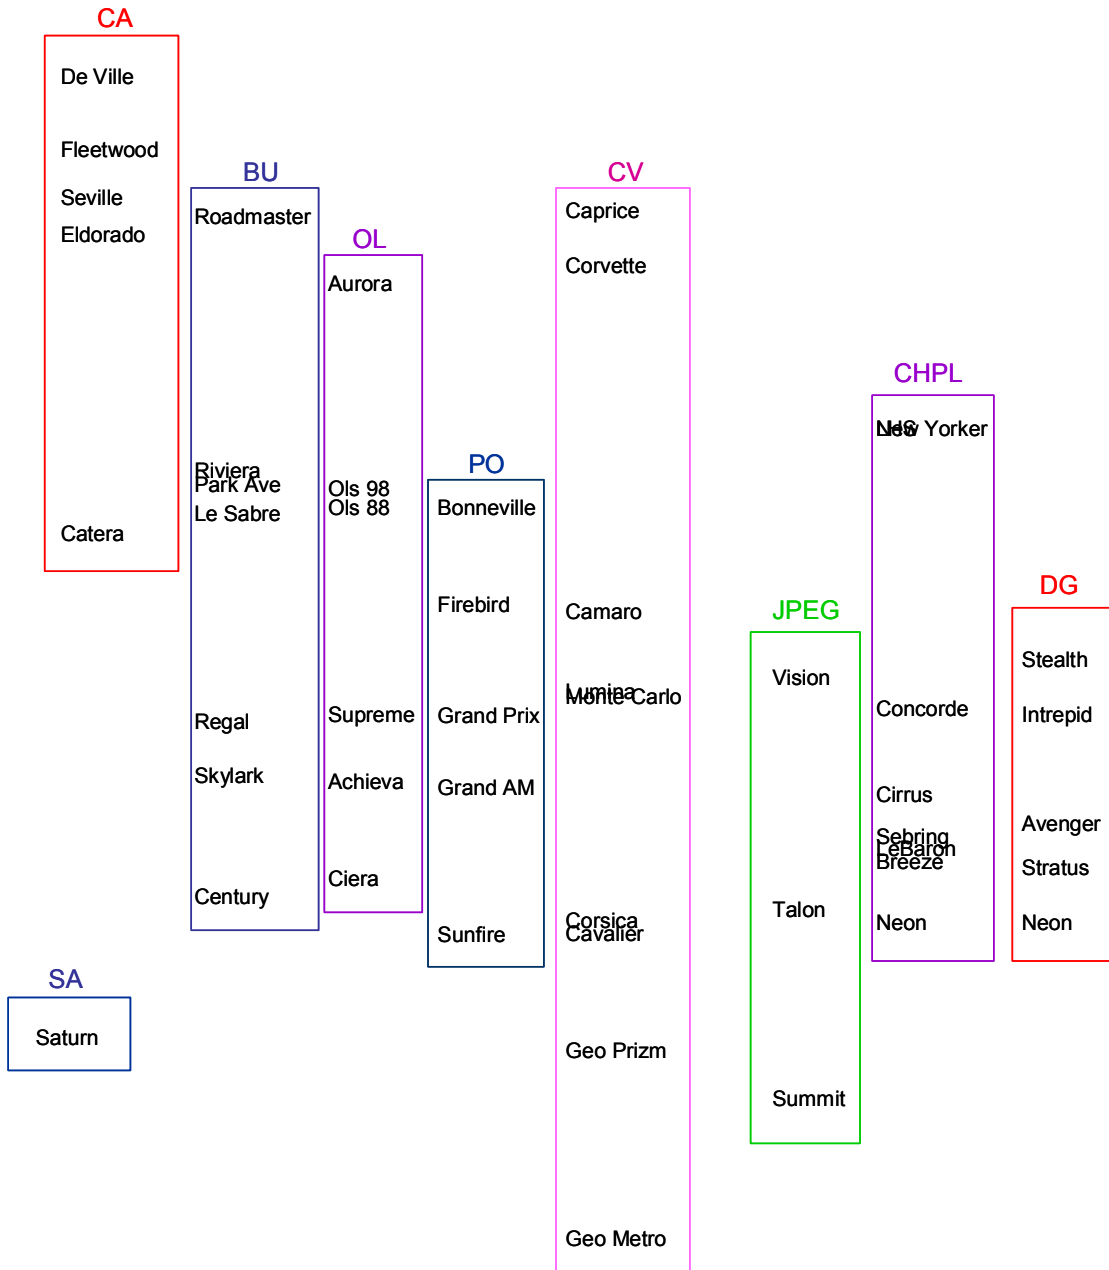 CA
De Ville
Fleetwood
Seville
Eldorado
Catera
BU
Roadmaster
Riviera
Park Ave
Le Sabre
Regal
Skylark
Century
OL
Aurora
Ols 98
Ols 88
Supreme
Achieva
Ciera
PO
Bonneville
Firebird
Grand Prix
Grand AM
Sunfire
CV
Caprice
Corvette
Camaro
Lumina
Monte Carlo
Corsica
Cavalier
Geo Prizm
Geo Metro
JPEG
Vision
Talon
Summit
CHPL
LHS
New Yorker
Concorde
Cirrus
Sebring
LeBaron
Breeze
Neon
DG
Stealth
Intrepid
Avenger
Stratus
Neon
SA
Saturn